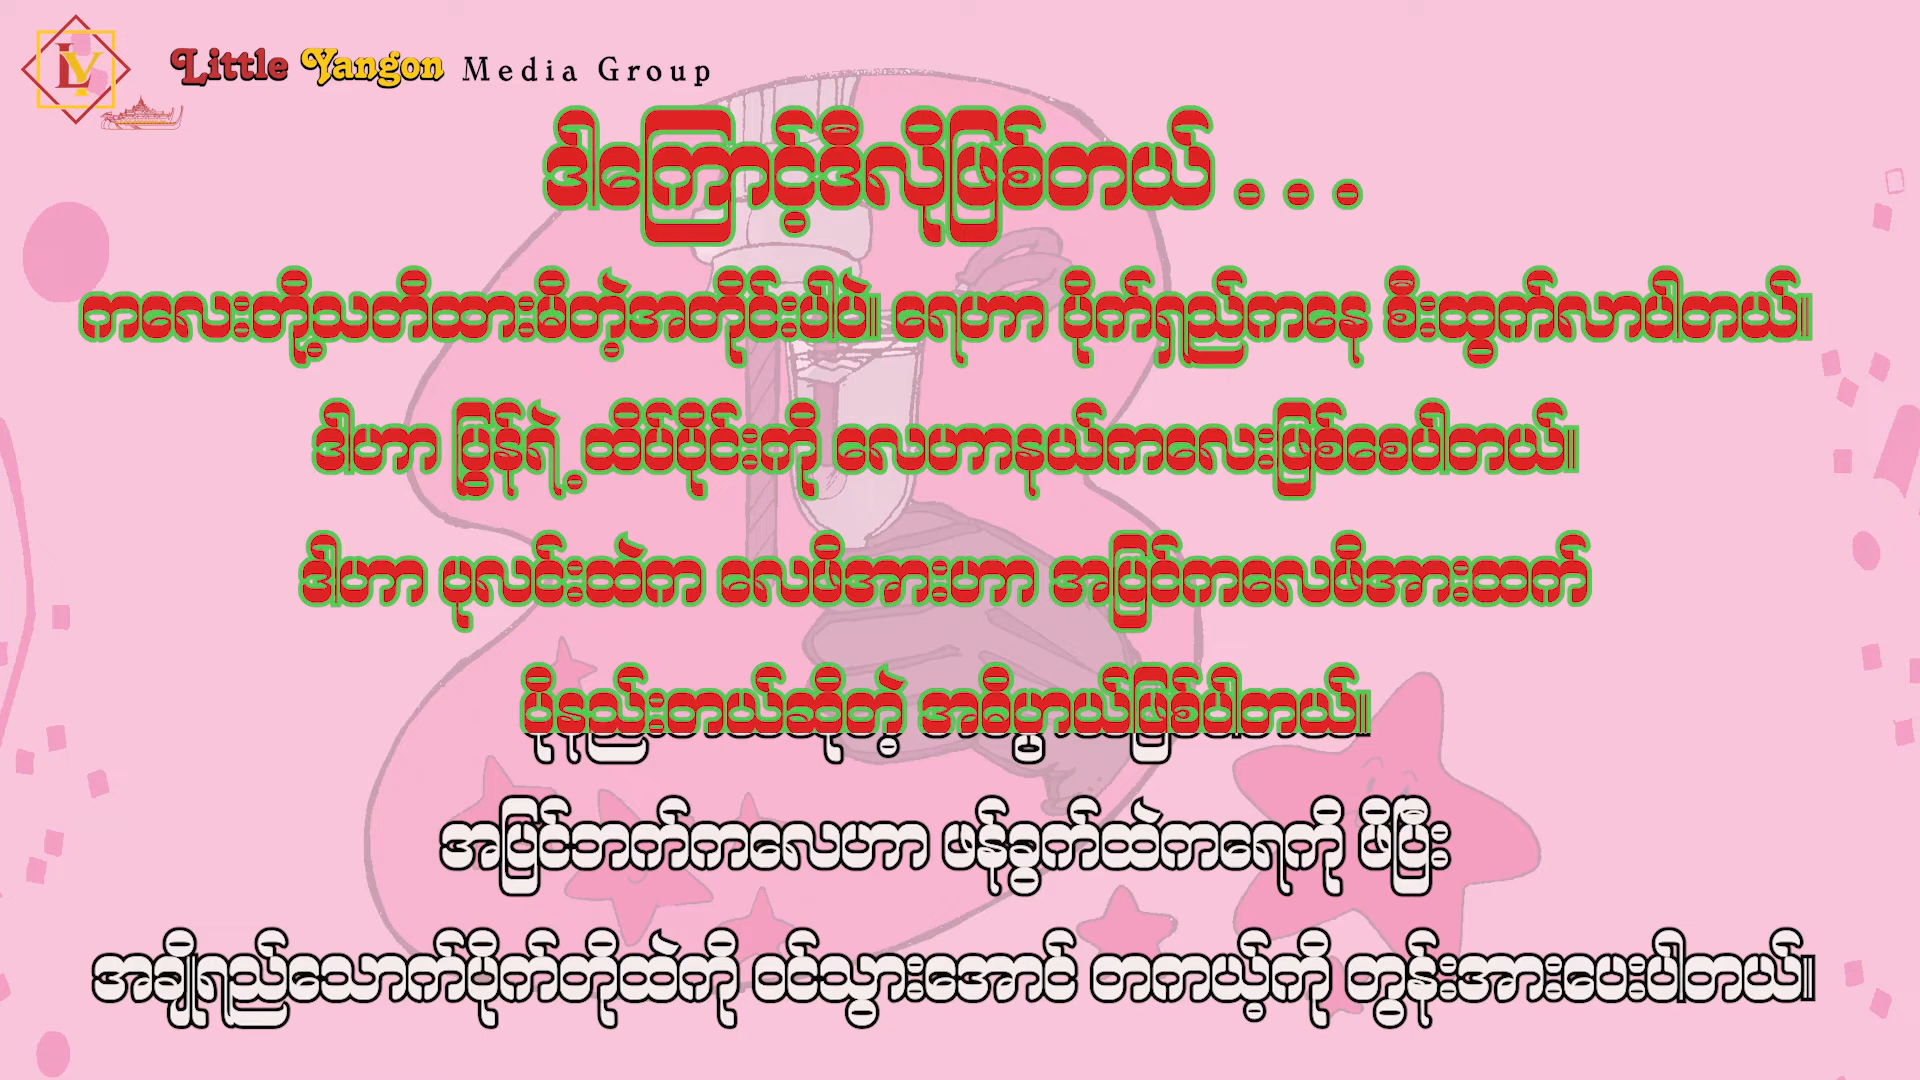 LY
Little Yangon Media Group
ဒါကြောင့်ဒီလိုဖြစ်တယ် . . .
ကလေးတို့သတိထားမိတဲ့အတိုင်းပါပဲ။ ရေဟာ ပိုက်ရှည်ကနေ စီးထွက်လာပါတယ်။
ဒါဟာ ပြွန်ရဲ့ ထိပ်ပိုင်းကို လေဟာနယ်ကလေးဖြစ်စေပါတယ်။
ဒါဟာ ပုလင်းထဲက လေဖိအားဟာ အပြင်ကလေဖိအားထက်
ပိုနည်းတယ်ဆိုတဲ့ အဓိပ္ပာယ်ဖြစ်ပါတယ်။
အပြင်ဘက်ကလေဟာ ဖန်ခွက်ထဲကရေကို ဖိပြီး
အချိုရည်သောက်ပိုက်တိုထဲကို ဝင်သွားအောင် တကယ့်ကို တွန်းအားပေးပါတယ်။